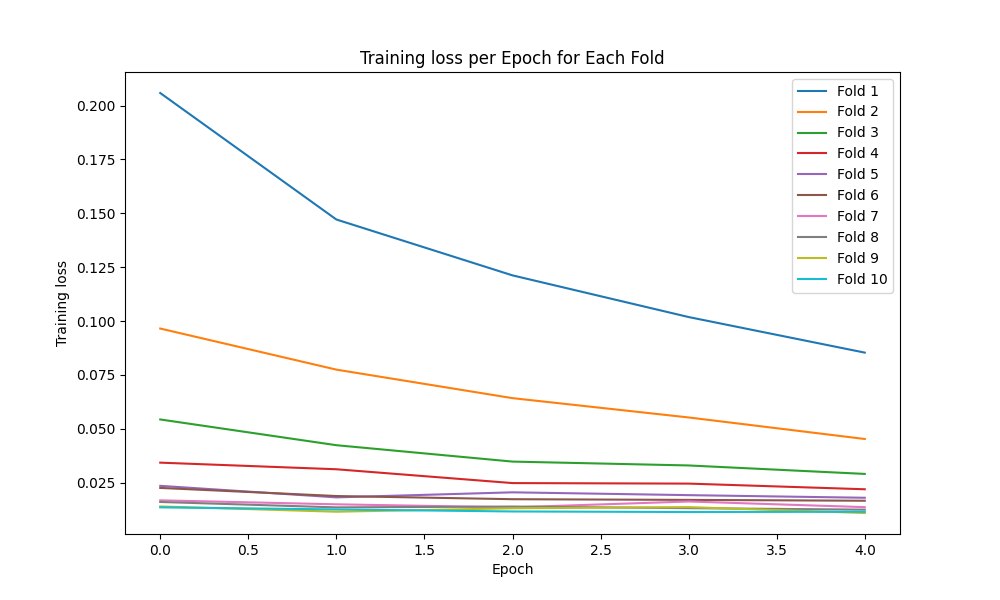 Training loss per Epoch for Each Fold
Training loss
0.200
0.175
0.150
0.125
0.100
0.075
0.050
0.025
Fold 1
Fold 2
Fold 3
Fold 4
Fold 5
Fold 6
Fold 7
Fold 8
Fold 9
Fold 10
0.0 0.5 1.0 1.5 2.0 2.5 3.0 3.5 4.0
Epoch